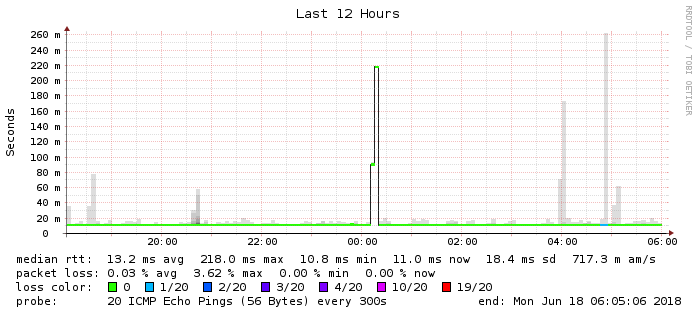 Last 12 Hours
RRDTOOL / TOBI OETIKER
Seconds
260 m
240 m
220 m
200 m
180 m
160 m
140 m
120 m
100 m
80 m
60 m
40 m
20 m
0
20:00 22:00 00:00 02:00 04:00 06:00
median rtt: 13.2 ms avg 218.0 ms max 10.8 ms min 11.0 ms now 18.4 ms sd 717.3 m am/s
packet loss: 0.03 % avg 3.62 % max 0.00 % min 0.00 % now
loss color: 0 1/20 2/20 3/20 4/20 10/20 19/20
probe: 20 ICMP Echo Pings (56 Bytes) every 300s end: Mon Jun 18 06:05:06 2018